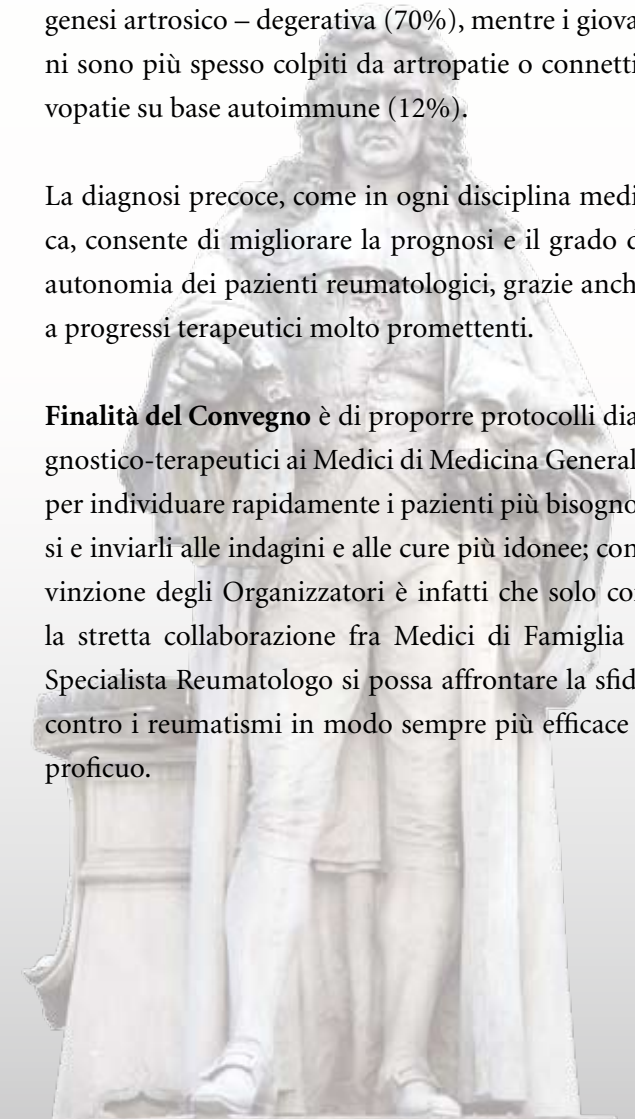 genesi artrosico – degerativa (70%), mentre i giova
ni sono più spesso colpiti da artropatie o connetti
vopatie su base autoimmune (12%).
La diagnosi precoce, come in ogni disciplina medi
ca, consente di migliorare la prognosi e il grado d
autonomia dei pazienti reumatologici, grazie anch
a progressi terapeutici molto promettenti.
Finalità del Convegno è di proporre protocolli dia
gnostico-terapeutici ai Medici di Medicina General
per individuare rapidamente i pazienti più bisogno
si e inviarli alle indagini e alle cure più idonee; con
vinzione degli Organizzatori è infatti che solo con
la stretta collaborazione fra Medici di Famiglia
Specialista Reumatologo si possa affrontare la sfid
contro i reumatismi in modo sempre più efficace
proficuo.